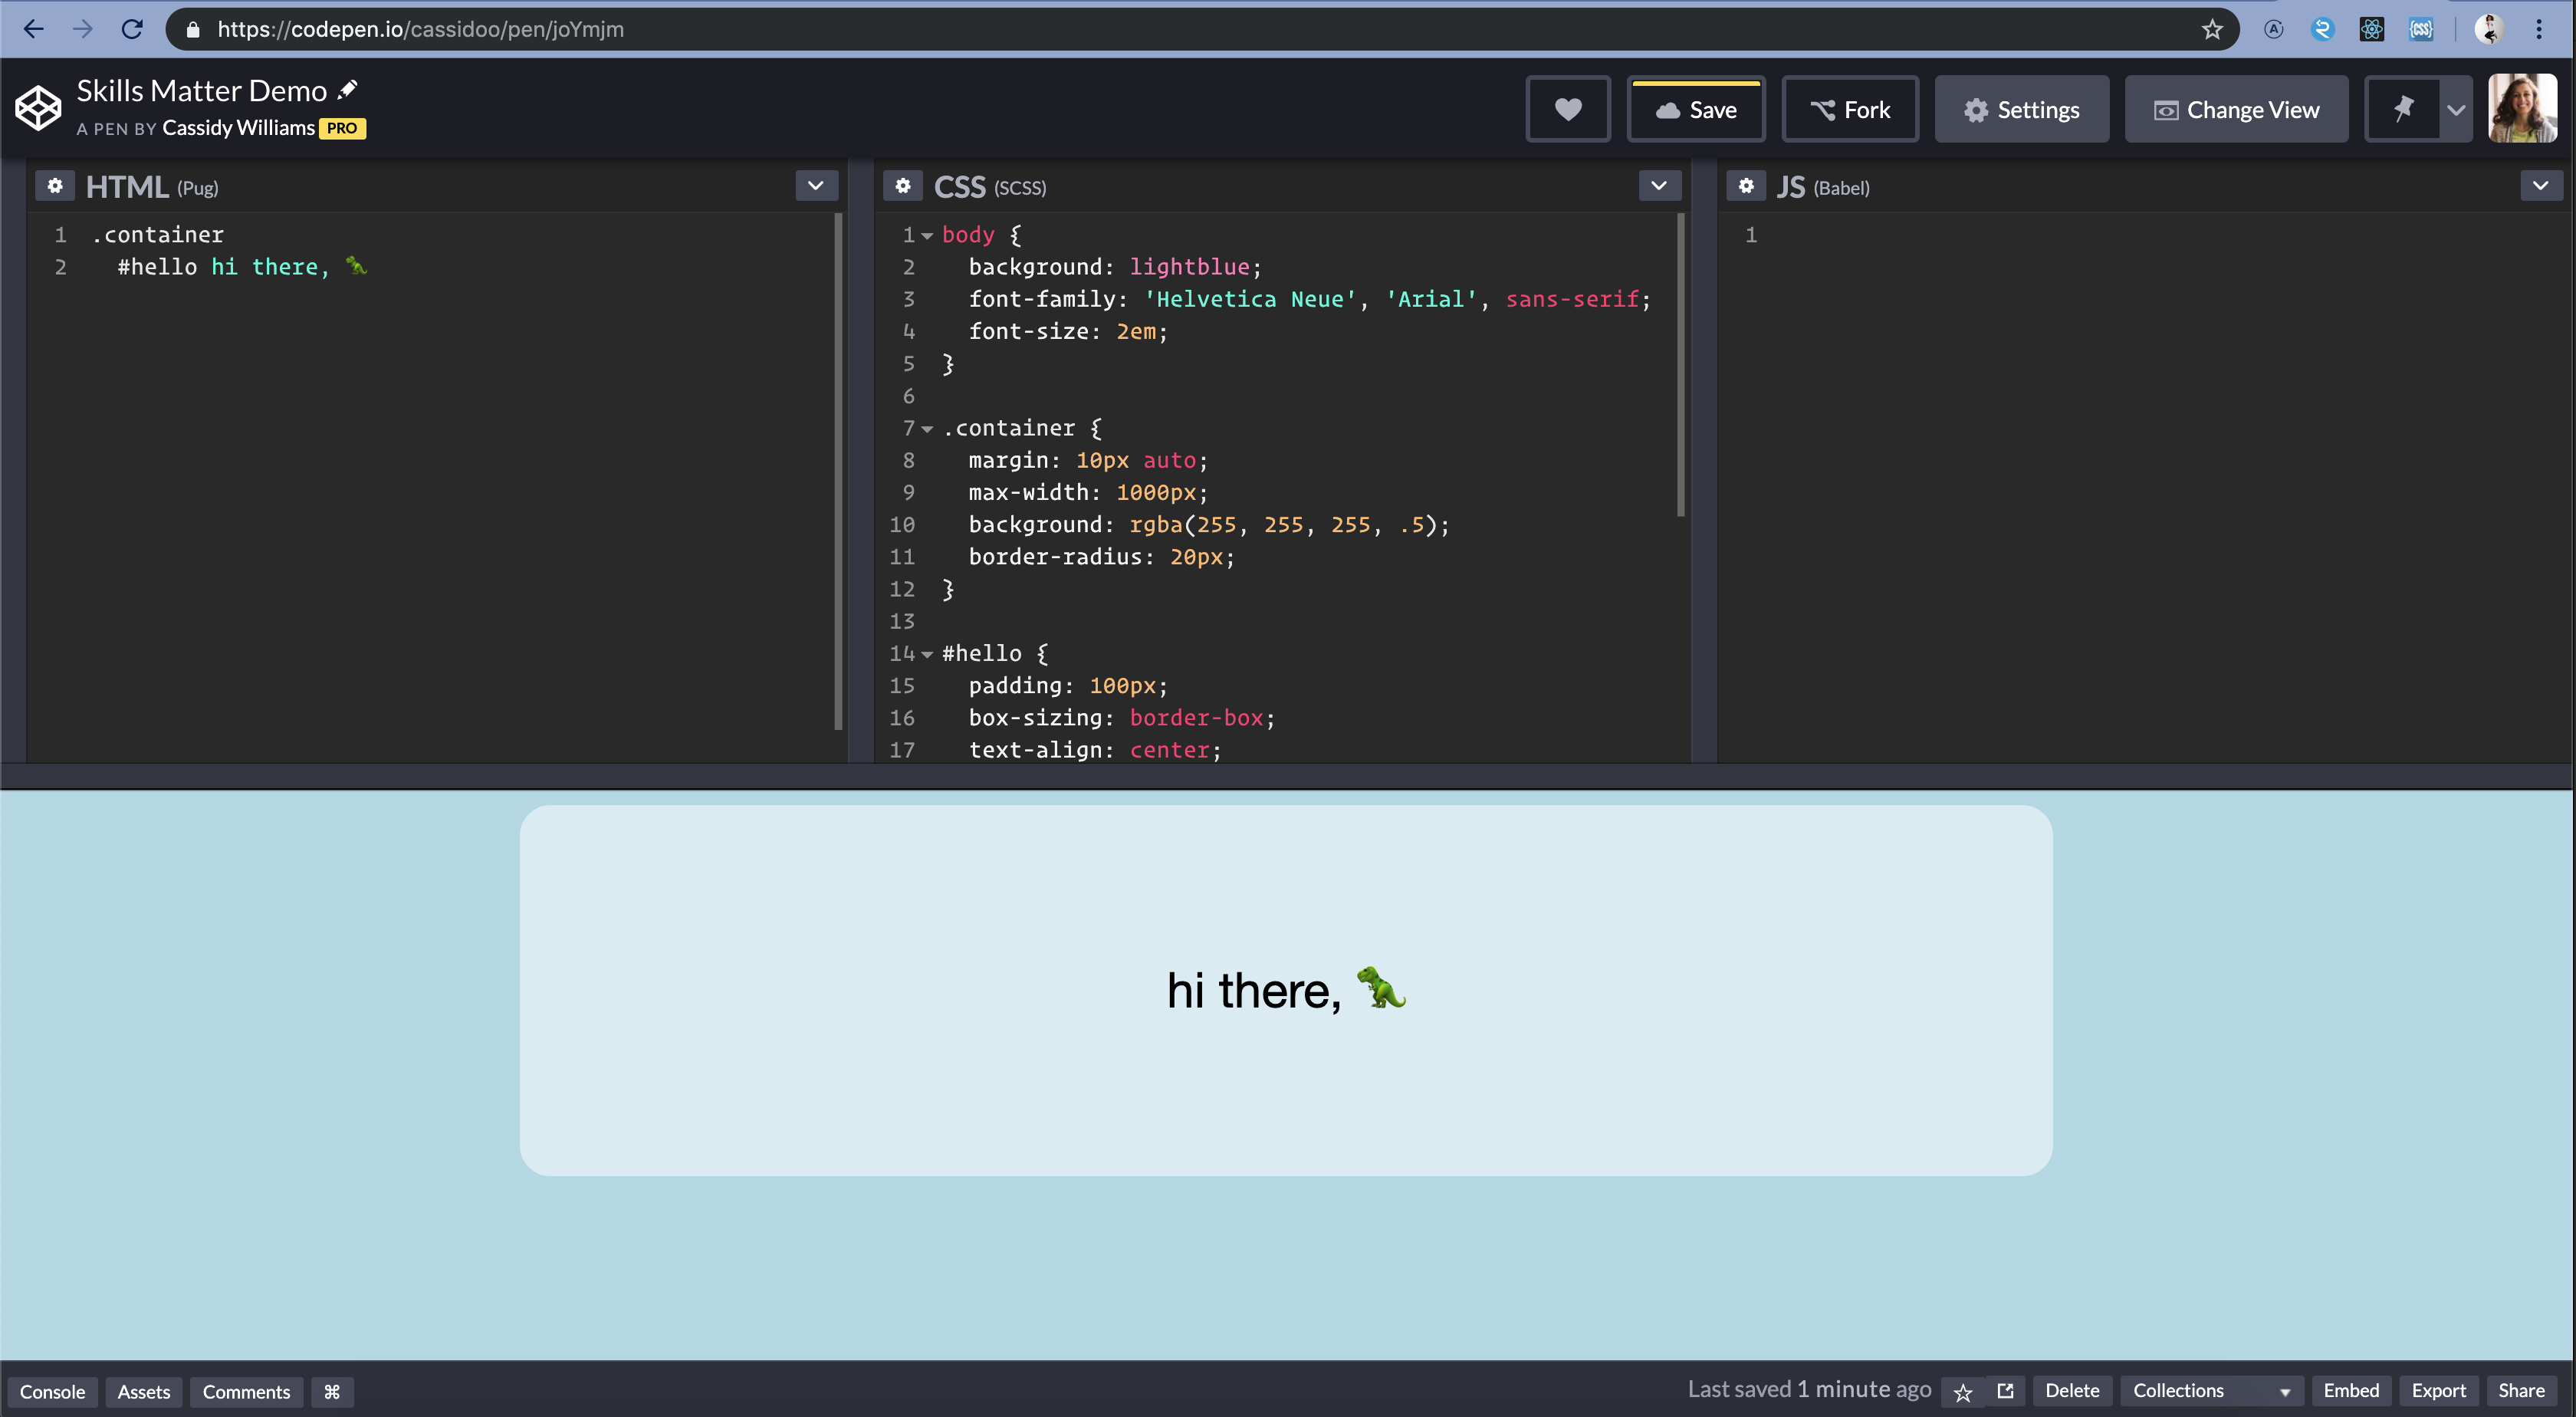 https://codepen.io/cassidoo/pen/joYmjm
Skills Matter Demo
A PEN BY Cassidy Williams PRO
Save
Fork
Settings
Change View
HTML (Pug)
1 .container
2 #hello hi there, 🦖
CSS (SCSS)
1 body {
2 background: lightblue;
3 font-family: 'Helvetica Neue', 'Arial', sans-serif;
4 font-size: 2em;
5 }
6
7 .container {
8 margin: 10px auto;
9 max-width: 1000px;
10 background: rgba(255, 255, 255, .5);
11 border-radius: 20px;
12 }
13
14 #hello {
15 padding: 100px;
16 box-sizing: border-box;
17 text-align: center;
JS (Babel)
1
hi there, 🦖
Console
Assets
Comments
⌘
Last saved 1 minute ago
Delete
Collections
Embed
Export
Share